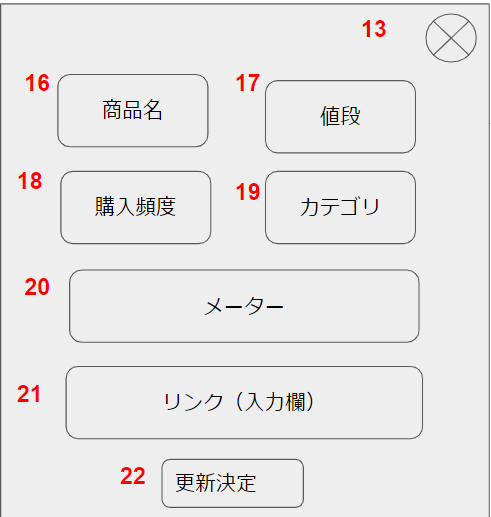 13
16 商品名
17 値段
18 購入頻度
19 カテゴリ
20 メーター
21 リンク（入力欄）
22 更新決定